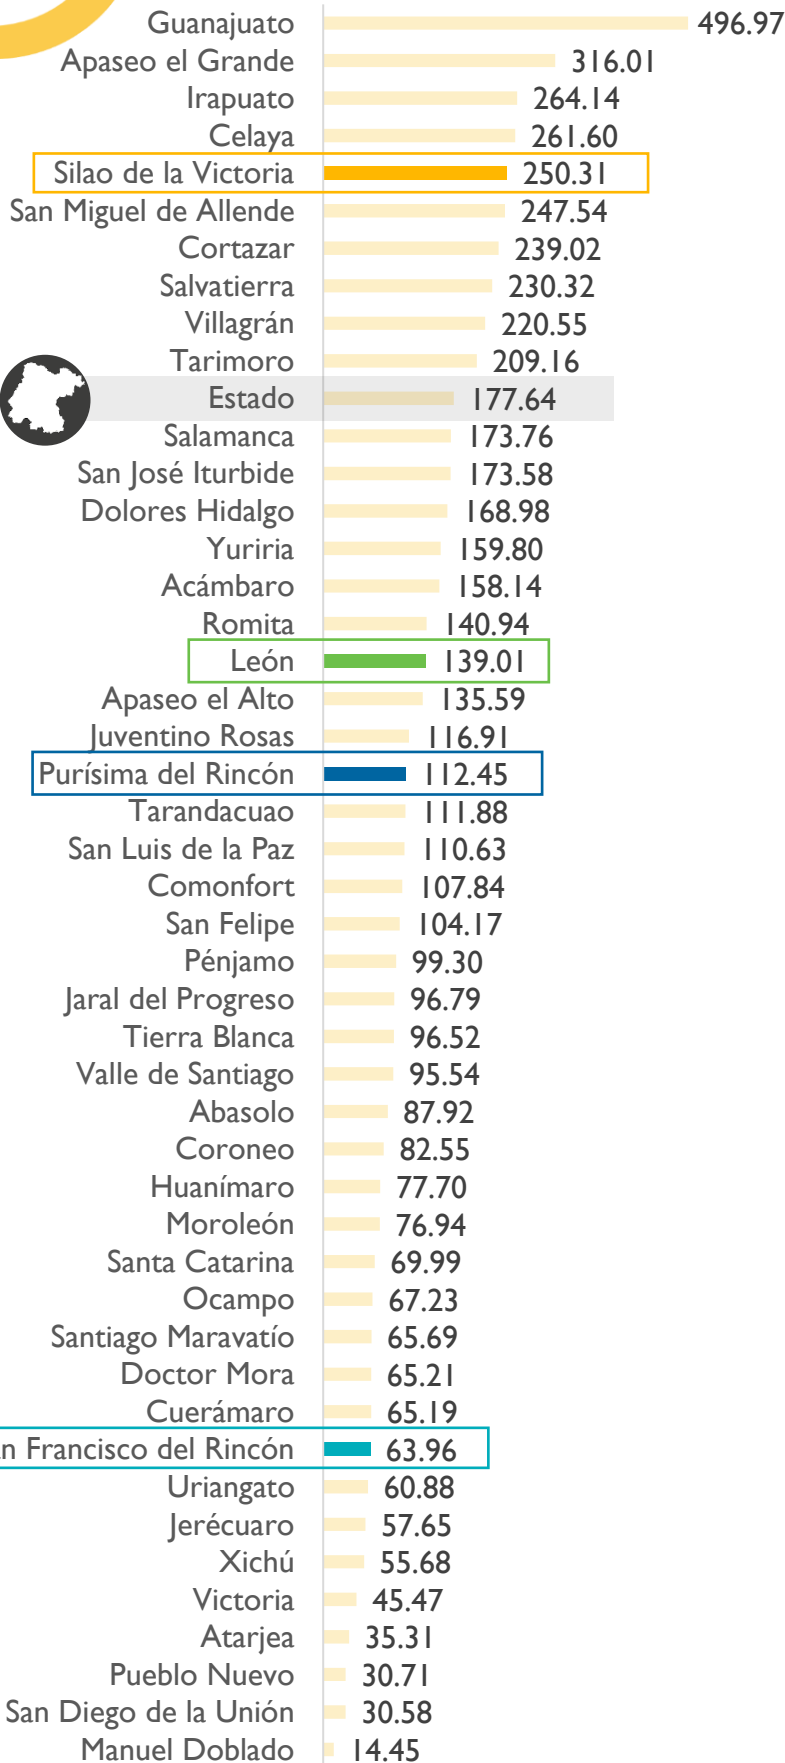 Guanajuato 496.97
Apaseo el Grande 316.01
Irapuato 264.14
Celaya 261.60
Silao de la Victoria 250.31
San Miguel de Allende 247.54
Cortazar 239.02
Salvatierra 230.32
Villagrán 220.55
Tarimoro 209.16
Estado 177.64
Salamanca 173.76
San José Iturbide 173.58
Dolores Hidalgo 168.98
Yuriria 159.80
Acámbaro 158.14
Romita 140.94
León 139.01
Apaseo el Alto 135.59
Juventino Rosas 116.91
Purísima del Rincón 112.45
Tarandacuao 111.88
San Luis de la Paz 110.63
Comonfort 107.84
San Felipe 104.17
Pénjamo 99.30
Jaral del Progreso 96.79
Tierra Blanca 96.52
Valle de Santiago 95.54
Abasolo 87.92
Coroneo 82.55
Huanímaro 77.70
Moroleón 76.94
Santa Catarina 69.99
Ocampo 67.23
Santiago Maravatío 65.69
Doctor Mora 65.21
Cuerámaro 65.19
n Francisco del Rincón 63.96
Uriangato 60.88
Jerécuaro 57.65
Xichú 55.68
Victoria 45.47
Atarjea 35.31
Pueblo Nuevo 30.71
San Diego de la Unión 30.58
Manuel Doblado 14.45